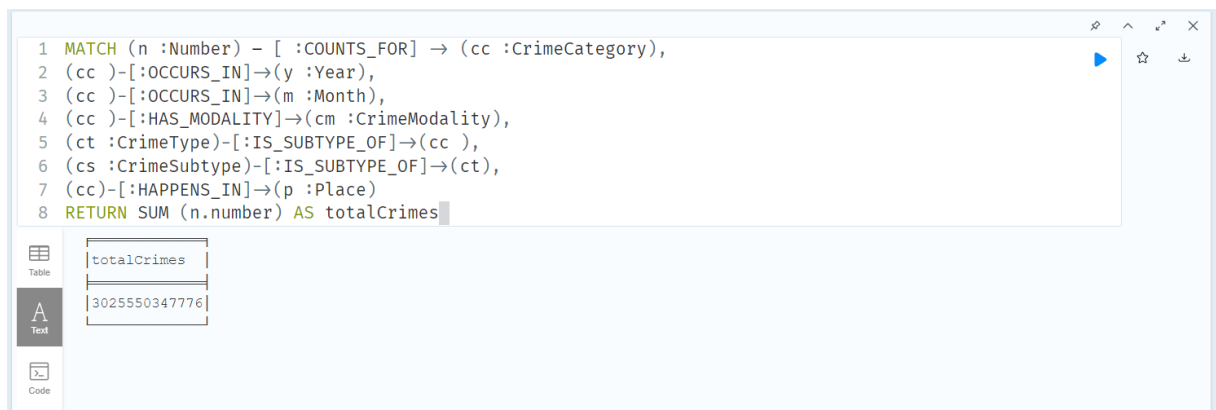 1 MATCH (n :Number) – [ :COUNTS_FOR] → (cc :CrimeCategory),
2 (cc )-[:OCCURS_IN]→(y :Year),
3 (cc )-[:OCCURS_IN]→(m :Month),
4 (cc )-[:HAS_MODALITY]→(cm :CrimeModality),
5 (ct :CrimeType)-[:IS_SUBTYPE_OF]→(cc ),
6 (cs :CrimeSubtype)-[:IS_SUBTYPE_OF]→(ct),
7 (cc)-[:HAPPENS_IN]→(p :Place)
8 RETURN SUM (n.number) AS totalCrimes
Table
A
Text
Code
totalCrimes
3025550347776